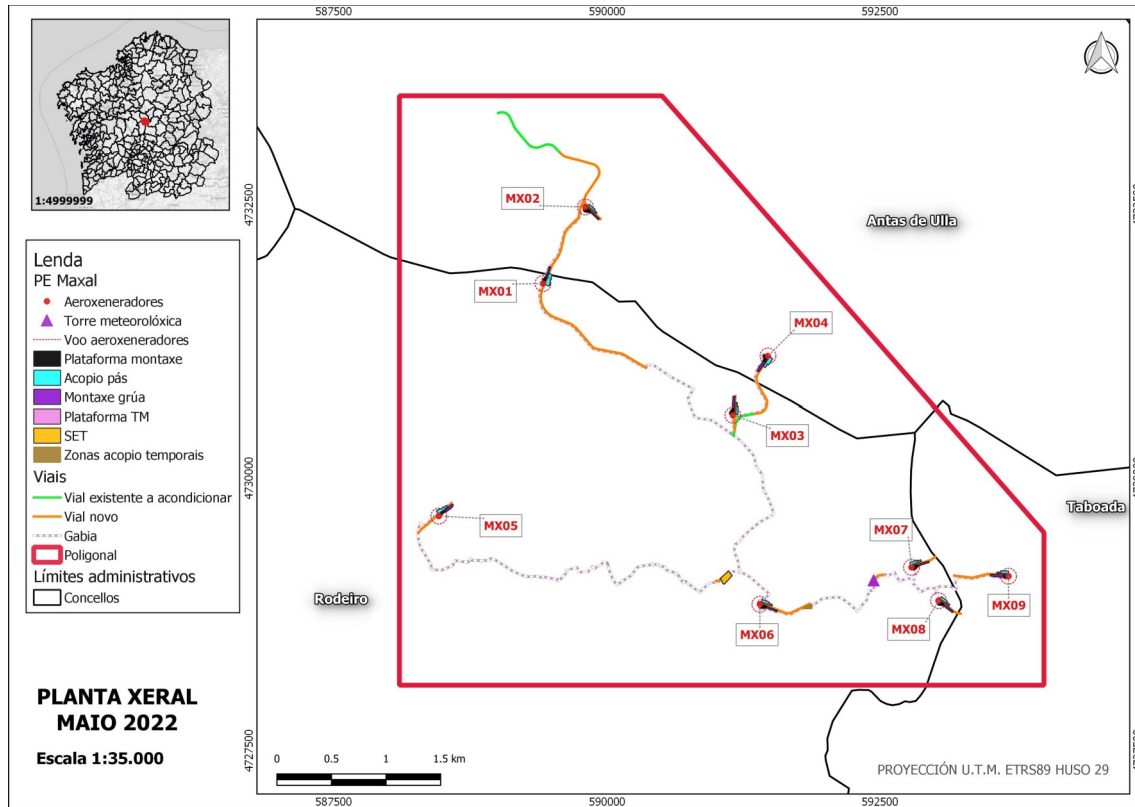 587500 590000 592500
1:4999999
4732500
4730000
4727500
Lenda
PE Maxal
Aeroxeneradores
Torre meteorolóxica
Voo aeroxeneradores
Plataforma montaxe
Acopio pás
Montaxe grúa
Plataforma TM
SET
Zonas acopio temporais
Viais
Vial existente a acondicionar
Vial novo
Gabia
Poligonal
Límites administrativos
Concellos
PLANTA XERAL
MAIO 2022
Escala 1:35.000
MX02
Antas de Ulla
MX01
MX04
MX03
MX05
Taboada
MX07
Rodeiro
MX09
MX06
MX08
0 0.5 1 1.5 km
PROYECCIÓN U.T.M. ETRS89 HUSO 29
587500 590000 592500